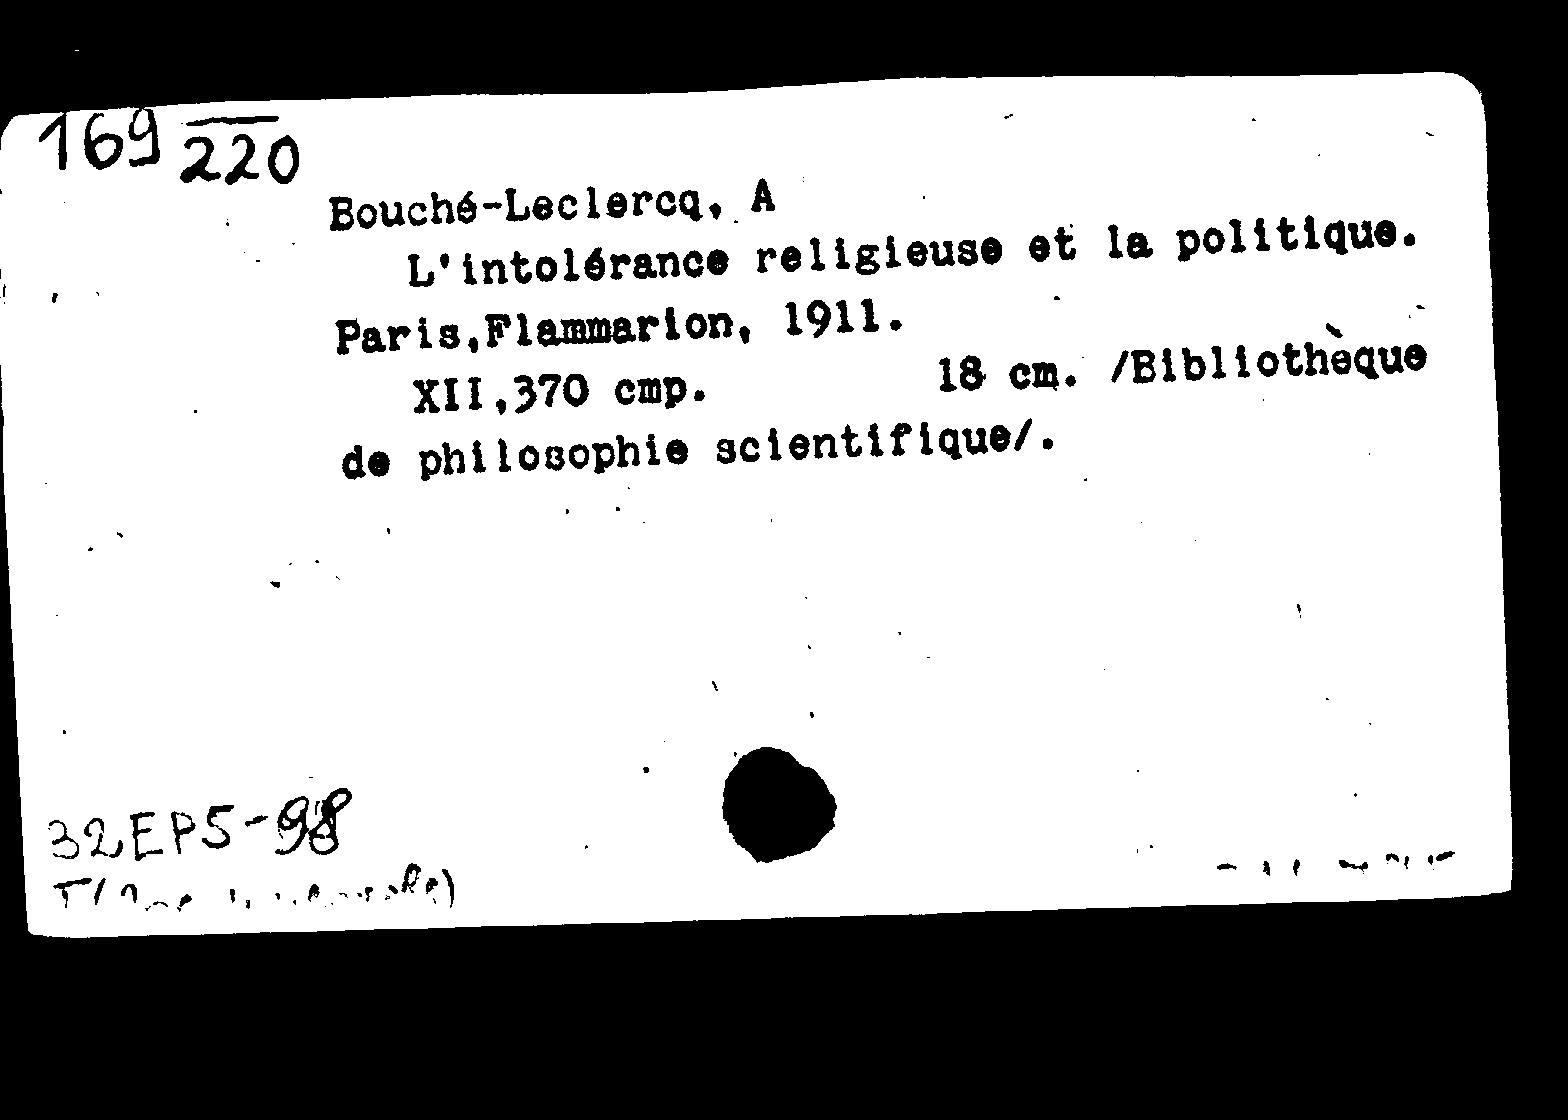 169 220
Bouché-Leclercq, A
L'intolérance religieuse et la politique.
Paris,Flammarion, 1911.
XII,370 cmp. 18 cm. /Bibliothèque
de philosophie scientifique/.
32EP5-98